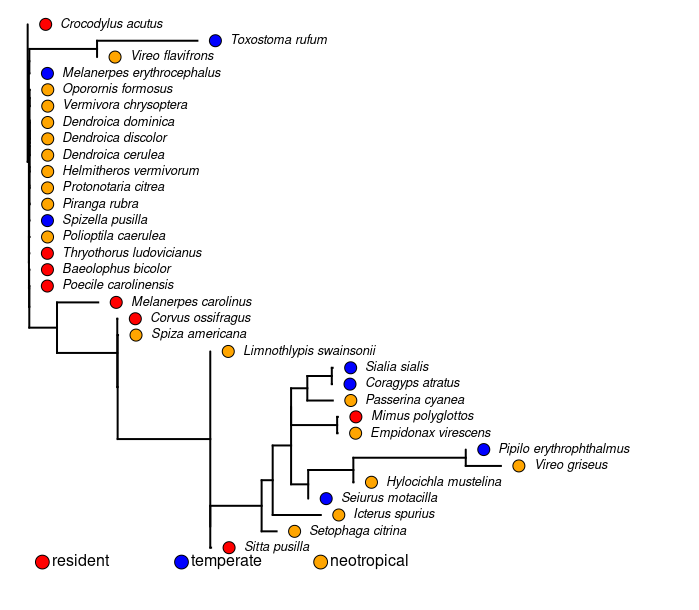 Crocodylus acutus
Toxostoma rufum
Vireo flavifrons
Melanerpes erythrocephalus
Oporornis formosus
Vermivora chrysoptera
Dendroica dominica
Dendroica discolor
Dendroica cerulea
Helmitheros vermivorum
Protonotaria citrea
Piranga rubra
Spizella pusilla
Polioptila caerulea
Thryothorus ludovicianus
Baeolophus bicolor
Poecile carolinensis
Melanerpes carolinus
Corvus ossifragus
Spiza americana
Limnothlypis swainsonii
Sialia sialis
Coragyps atratus
Passerina cyanea
Mimus polyglottos
Empidonax virescens
Pipilo erythrophthalmus
Vireo griseus
Hylocichla mustelina
Seiurus motacilla
Icterus spurius
Setophaga citrina
Sitta pusilla
resident temperate neotropical